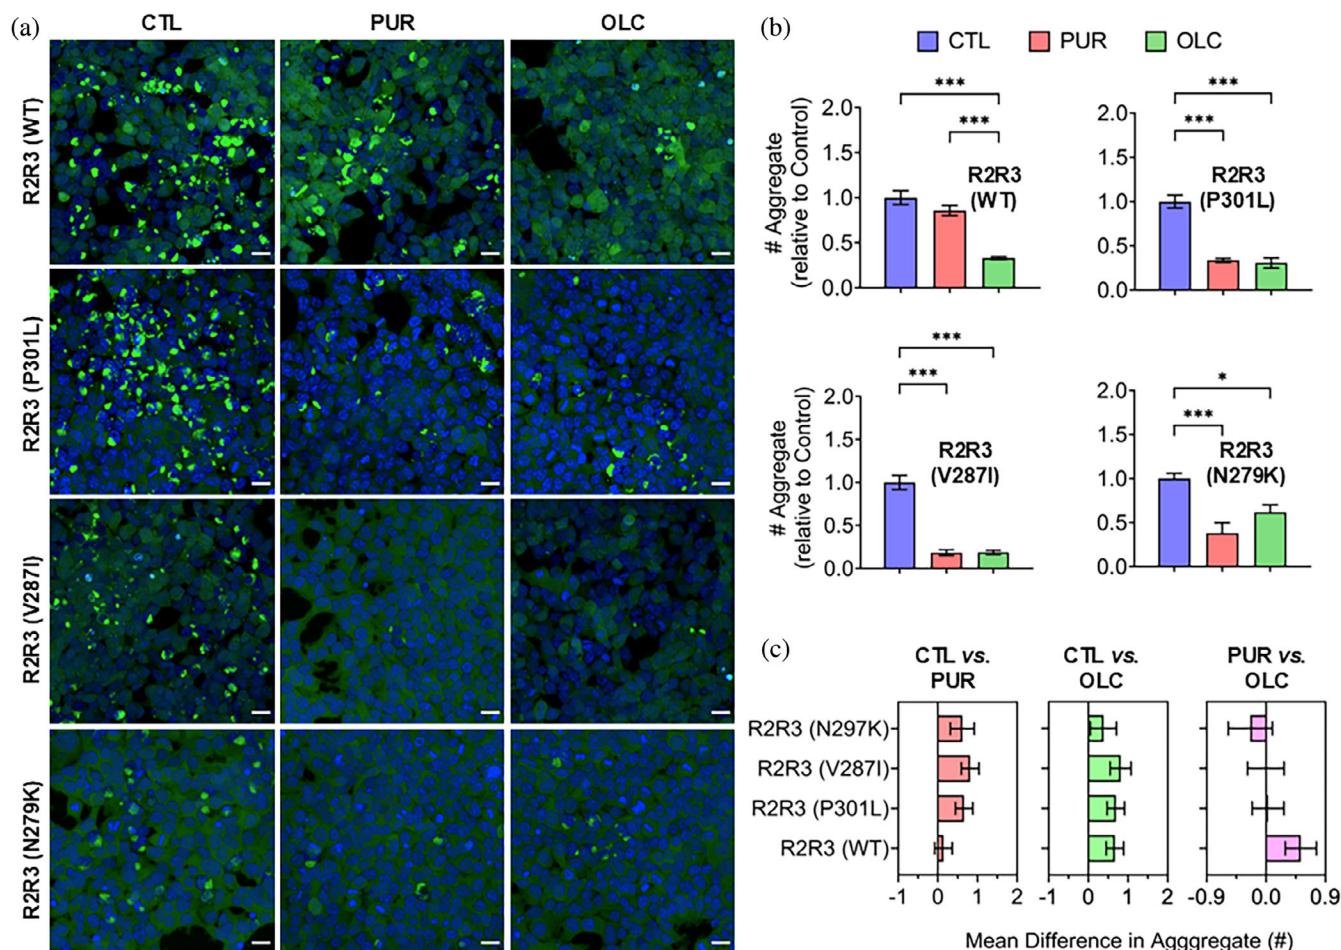 (a)
CTL
PUR
OLC
R2R3 (WT)
R2R3 (P301L)
R2R3 (V287I)
R2R3 (N279K)
(b)
CTL
PUR
OLC
# Aggregate
(relative to Control)
2.0
1.5
1.0
0.5
0.0
***
***
R2R3
(WT)
2.0
1.5
1.0
0.5
0.0
***
***
R2R3
(P301L)
# Aggregate
(relative to Control)
2.0
1.5
1.0
0.5
0.0
***
***
R2R3
(V287I)
2.0
1.5
1.0
0.5
0.0
*
***
R2R3
(N279K)
(c)
CTL vs.
PUR
CTL vs.
OLC
PUR vs.
OLC
R2R3 (N297K)
R2R3 (V287I)
R2R3 (P301L)
R2R3 (WT)
-1 0 1 2
-1 0 1 2
-0.9 0.0 0.9
Mean Difference in Agggregate (#)